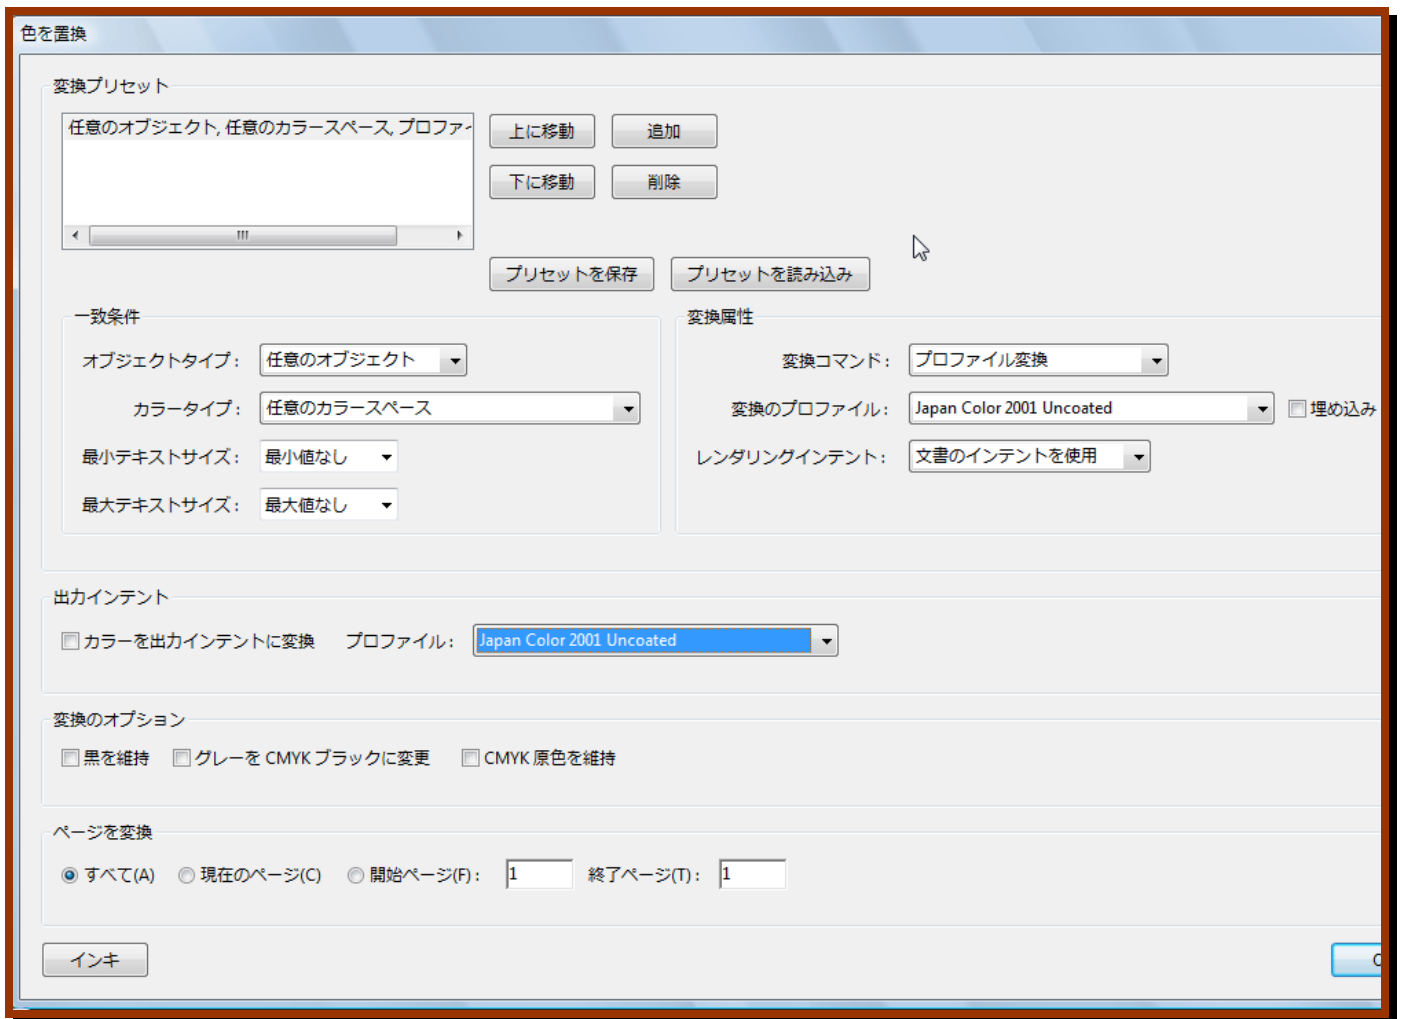 色を置換
変換プリセット
任意のオブジェクト, 任意のカラースペース, プロファイ
上に移動 追加
下に移動 削除
プリセットを保存 プリセットを読み込み
一致条件
オブジェクトタイプ: 任意のオブジェクト
カラータイプ: 任意のカラースペース
最小テキストサイズ: 最小値なし
最大テキストサイズ: 最大値なし
変換属性
変換コマンド: プロファイル変換
変換のプロファイル: Japan Color 2001 Uncoated 埋め込み
レンダリングインテント: 文書のインテントを使用
出力インテント
カラーを出力インテントに変換 プロファイル: Japan Color 2001 Uncoated
変換のオプション
黒を維持 グレーを CMYK ブラックに変更 CMYK 原色を維持
ページを変換
すべて(A) 現在のページ(C) 開始ページ(F): 1 終了ページ(T): 1
インキ